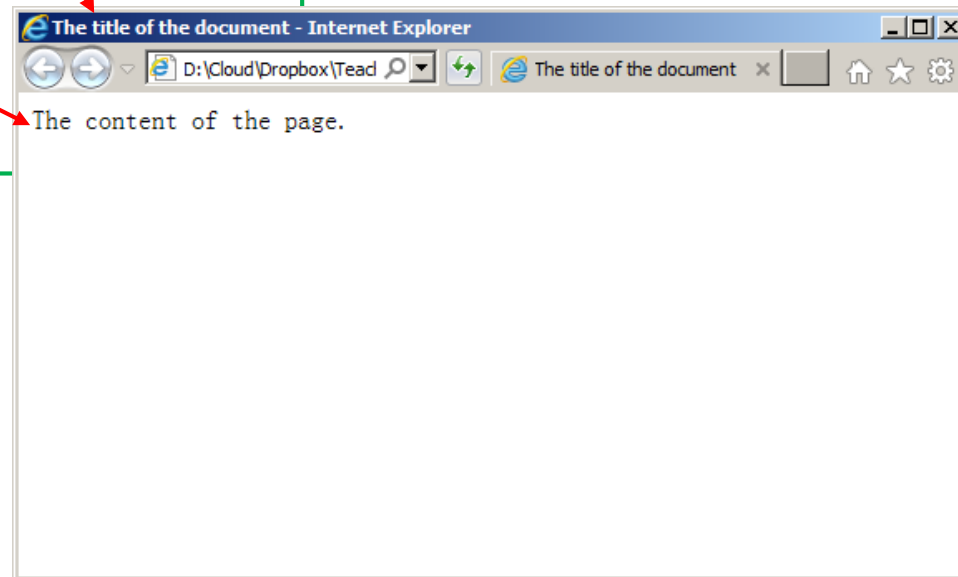 The title of the document - Internet Explorer
D:\Cloud\Dropbox\Teacl
The title of the document
The content of the page.